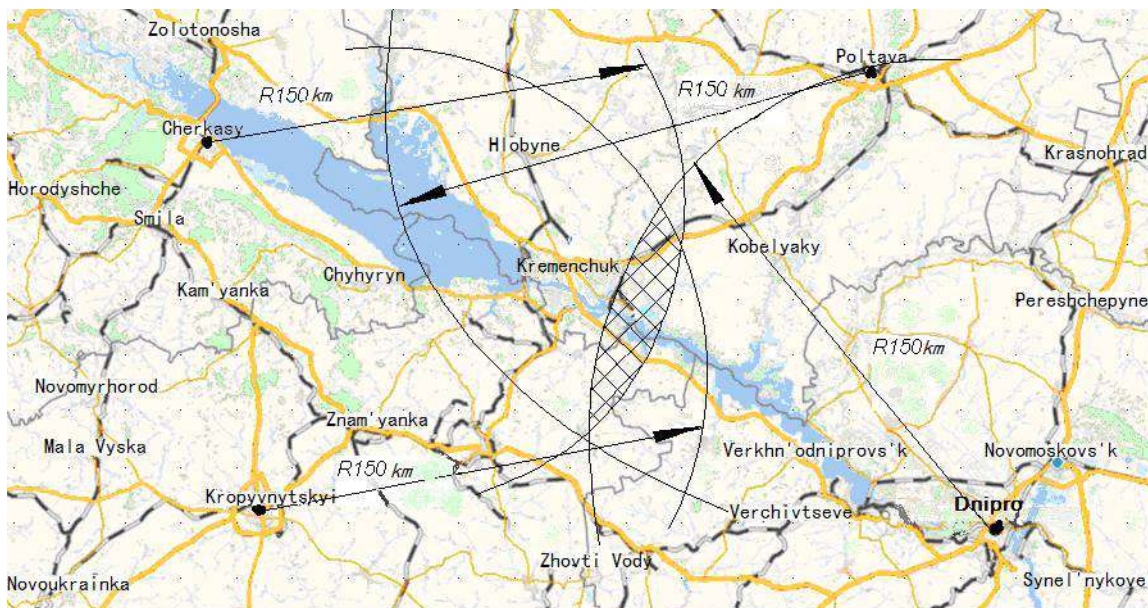 Zolotonosha
Poltava
R150 km
R150 km
Cherkasy
Hlobyne
Krasnohrad
Horodyshche
Smila
Kobelyaky
Chyhyryn
Kremenchuk
Kam'yanka
Pereshchepyne
R150km
Novomyrhorod
Znam'yanka
Mala Vyska
Verkhn'odniprovs'k
Novomoskovs'k
R150 km
Kropyvnytskyi
Verchivtseve
Dnipro
Zhovti Vody
Novoukrainka
Synel'nykove